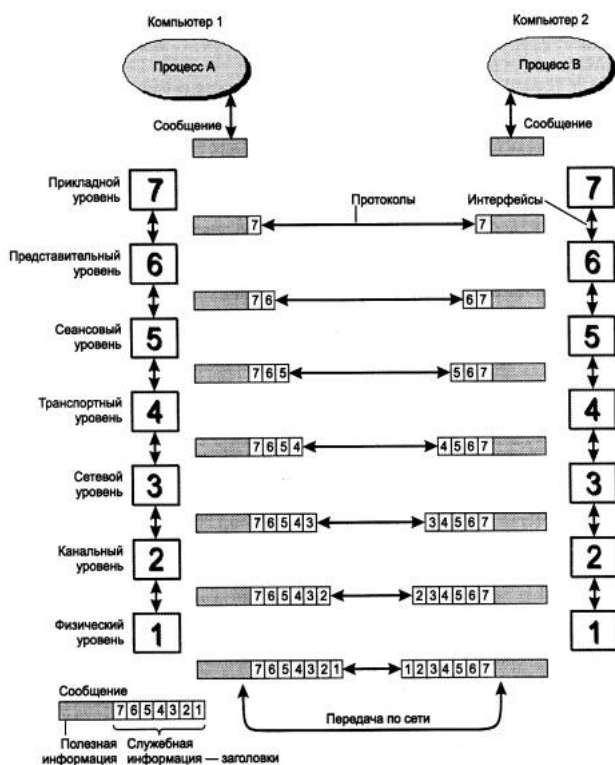 Компьютер 1
Компьютер 2
Процесс А
Процесс В
Сообщение
Сообщение
Прикладной
уровень
7
7
Протоколы
Интерфейсы
7
7
Представительный
уровень
6
6
7 6
6 7
Сеансовый
уровень
5
5
7 6 5
5 6 7
Транспортный
уровень
4
4
7 6 5 4
4 5 6 7
Сетевой
уровень
3
3
7 6 5 4 3
3 4 5 6 7
Канальный
уровень
2
2
7 6 5 4 3 2
2 3 4 5 6 7
Физический
уровень
1
1
7 6 5 4 3 2 1
1 2 3 4 5 6 7
Сообщение
7 6 5 4 3 2 1
Передача по сети
Полезная
информация
Служебная
информация — заголовки